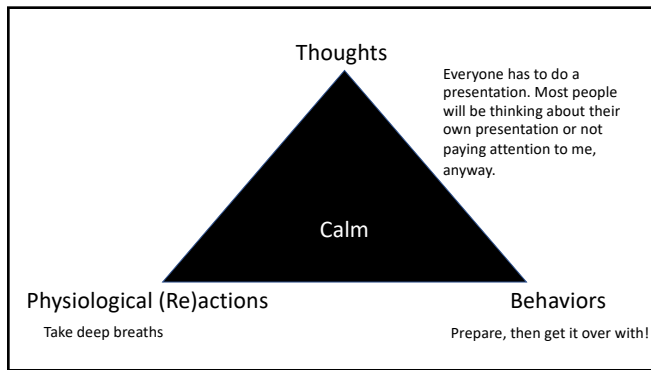 Thoughts
Everyone has to do a
presentation. Most people
will be thinking about their
own presentation or not
paying attention to me,
anyway.
Calm
Physiological (Re)actions
Behaviors
Take deep breaths
Prepare, then get it over with!